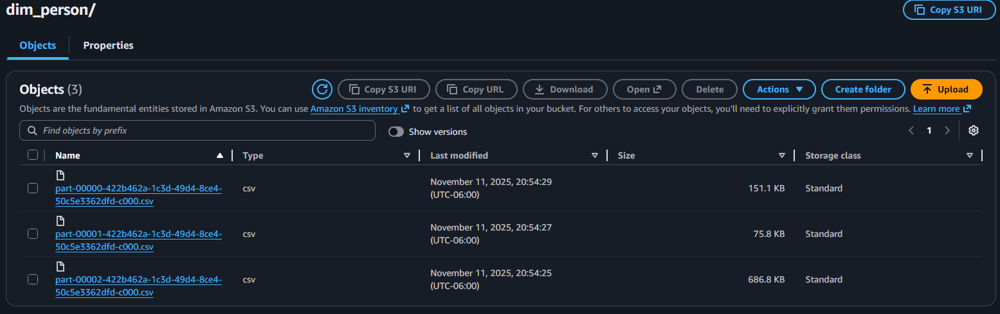 dim_person/
Copy S3 URI
Objects
Properties
Objects (3)
Copy S3 URI
Copy URL
Download
Open
Delete
Actions
Create folder
Upload
Objects are the fundamental entities stored in Amazon S3. You can use Amazon S3 inventory to get a list of all objects in your bucket. For others to access your objects, you'll need to explicitly grant them permissions. Learn more
Find objects by prefix
Show versions
1
Name
Type
Last modified
Size
Storage class
part-00000-422b462a-1c3d-49d4-8ce4-
50c5e3362dfd-c000.csv
csv
November 11, 2025, 20:54:29
(UTC-06:00)
151.1 KB
Standard
part-00001-422b462a-1c3d-49d4-8ce4-
50c5e3362dfd-c000.csv
csv
November 11, 2025, 20:54:27
(UTC-06:00)
75.8 KB
Standard
part-00002-422b462a-1c3d-49d4-8ce4-
50c5e3362dfd-c000.csv
csv
November 11, 2025, 20:54:25
(UTC-06:00)
686.8 KB
Standard